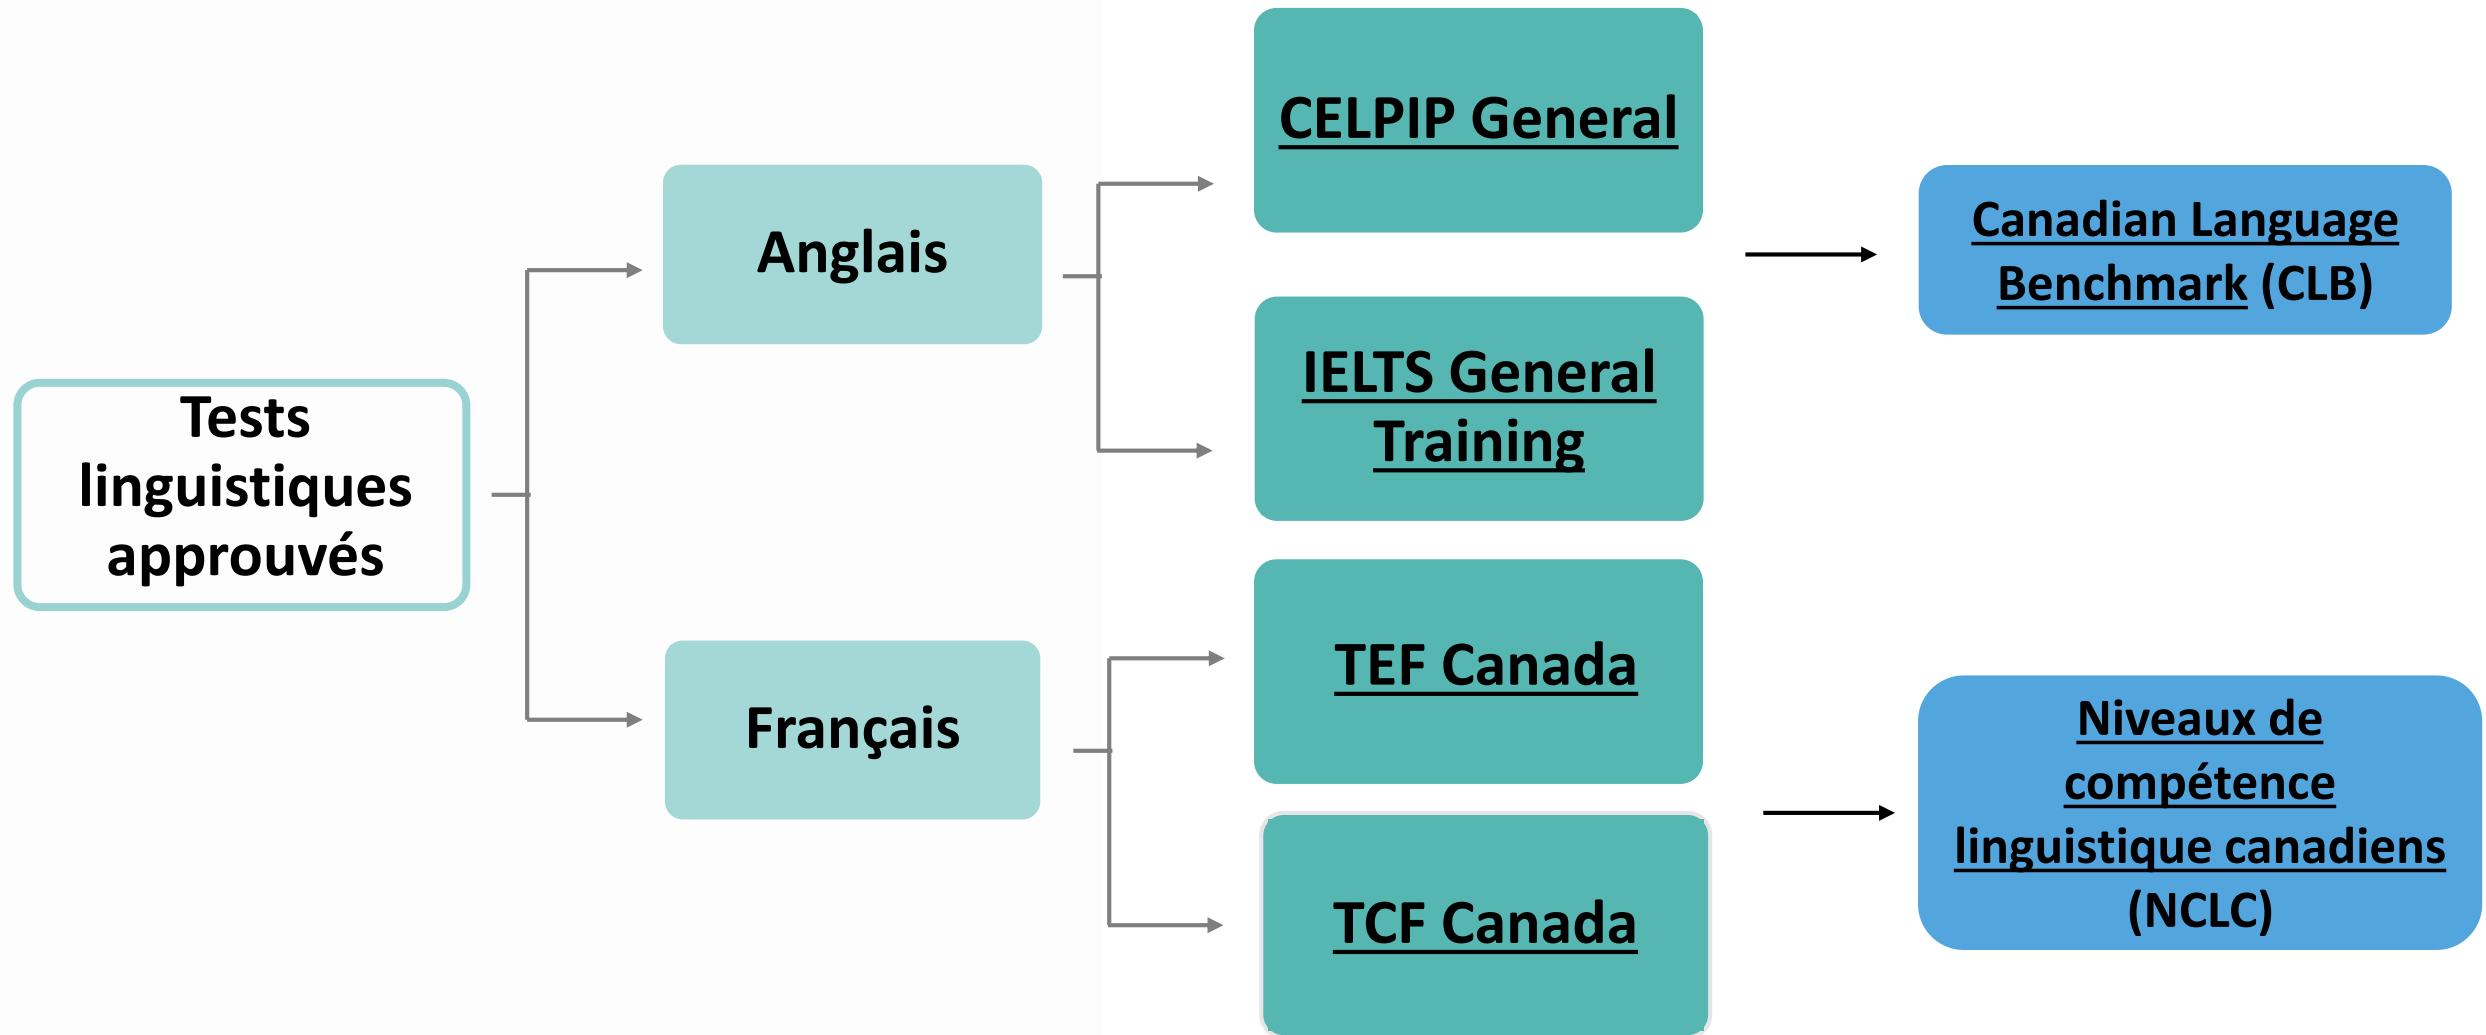 Tests
linguistiques
approuvés
Anglais
Français
CELPIP General
IELTS General
Training
TEF Canada
TCF Canada
Canadian Language
Benchmark (CLB)
Niveaux de
compétence
linguistique canadiens
(NCLC)